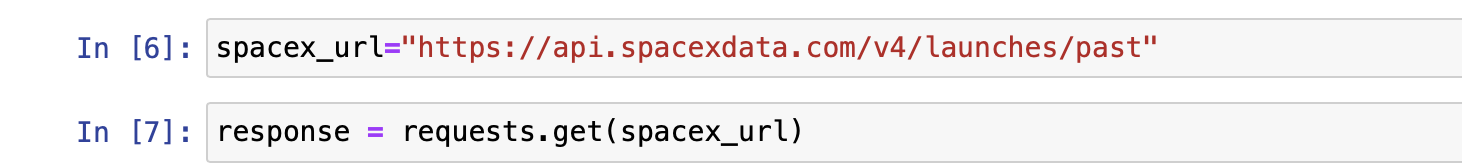 In [6]: spacex_url="https://api.spacexdata.com/v4/launches/past"
In [7]: response = requests.get(spacex_url)